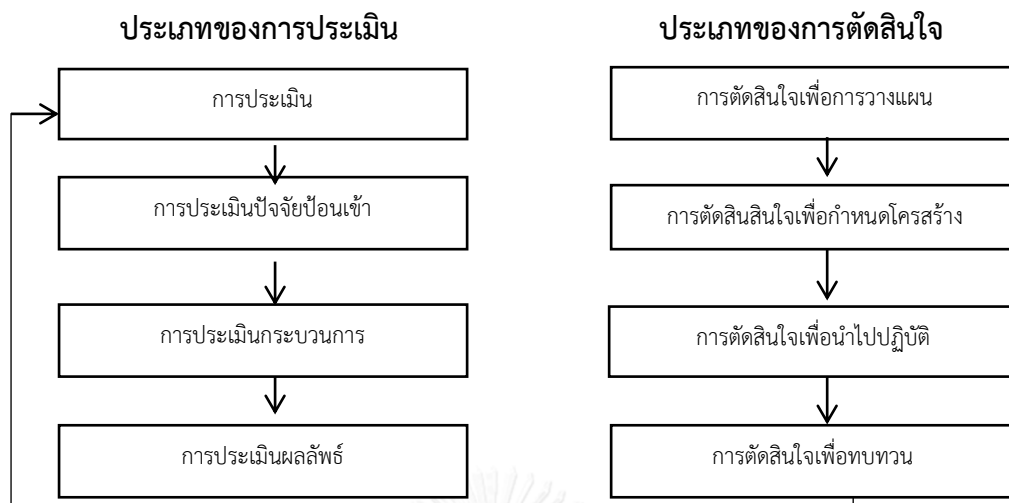 ประเภทของการประเมิน
ประเภทของการตัดสินใจ
การประเมิน
การตัดสินใจเพื่อการวางแผน
การประเมินปัจจัยป้อนเข้า
การตัดสินสินใจเพื่อกำหนดโครสร้าง
การประเมินกระบวนการ
การตัดสินใจเพื่อนำไปปฏิบัติ
การประเมินผลลัพธ์
การตัดสินใจเพื่อทบทวน